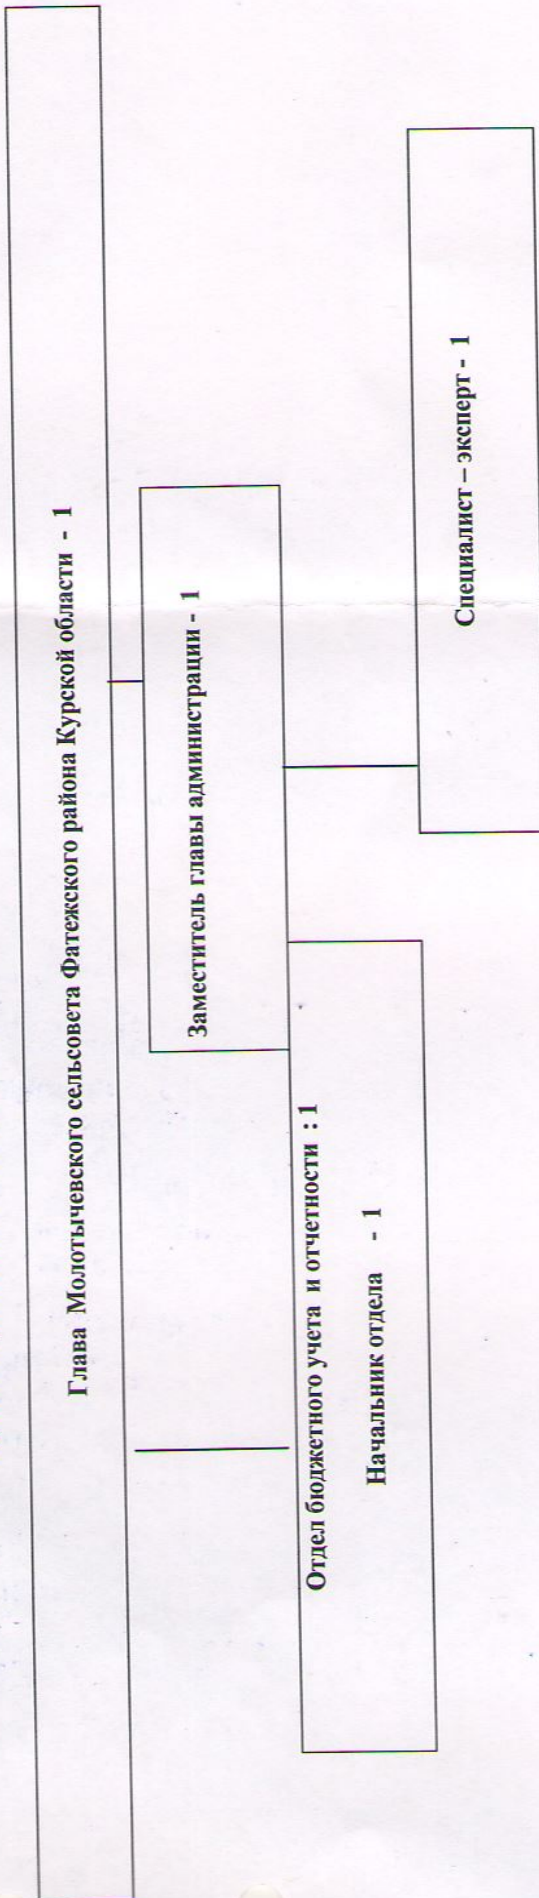 Глава Молотычевского сельсовета Фатежского района Курской области - 1
Заместитель главы администрации - 1
Отдел бюджетного учета и отчетности : 1
Начальник отдела - 1
Специалист – эксперт - 1